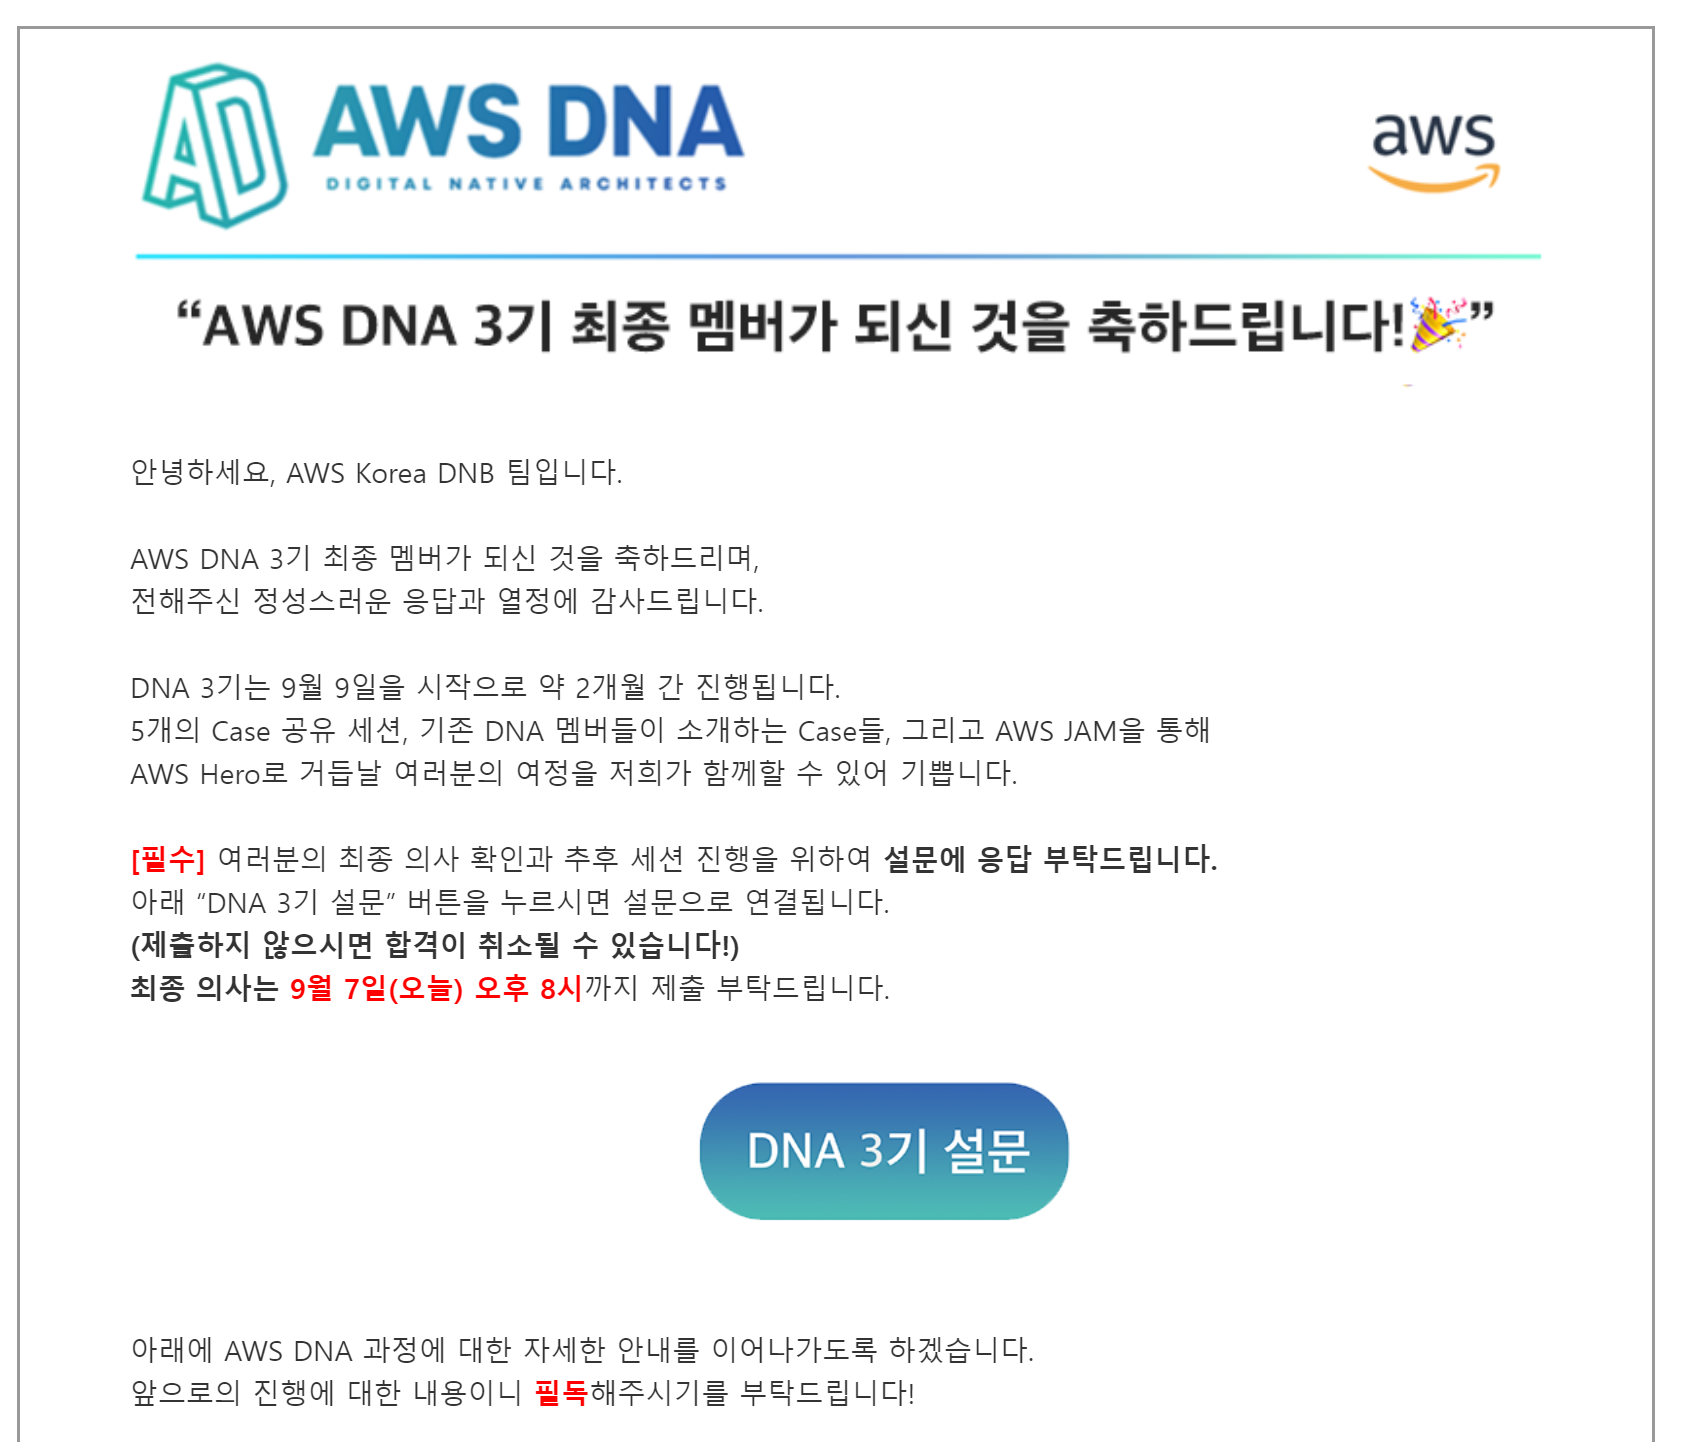 AD AWS DNA
DIGITAL NATIVE ARCHITECTS
aws
“AWS DNA 3기 최종 멤버가 되신 것을 축하드립니다!🎉”
안녕하세요, AWS Korea DNB 팀입니다.
AWS DNA 3기 최종 멤버가 되신 것을 축하드리며,
전해주신 정성스러운 응답과 열정에 감사드립니다.
DNA 3기는 9월 9일을 시작으로 약 2개월 간 진행됩니다.
5개의 Case 공유 세션, 기존 DNA 멤버들이 소개하는 Case들, 그리고 AWS JAM을 통해
AWS Hero로 거듭날 여러분의 여정을 저희가 함께할 수 있어 기쁩니다.
[필수] 여러분의 최종 의사 확인과 추후 세션 진행을 위하여 설문에 응답 부탁드립니다.
아래 “DNA 3기 설문” 버튼을 누르시면 설문으로 연결됩니다.
(제출하지 않으시면 합격이 취소될 수 있습니다!)
최종 의사는 9월 7일(오늘) 오후 8시까지 제출 부탁드립니다.
DNA 3기 설문
아래에 AWS DNA 과정에 대한 자세한 안내를 이어나가도록 하겠습니다.
앞으로의 진행에 대한 내용이니 필독해주시기를 부탁드립니다!